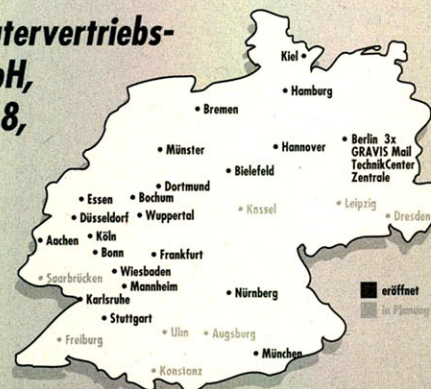 tervertriebs-
bH,
8,
Kiel
Hamburg
Bremen
Münster
Hannover
Berlin 3x
GRAVIS Mail
TechnikCenter
Zentrale
Bielefeld
Dortmund
Essen
Bochum
Kassel
Leipzig
Düsseldorf
Wuppertal
Dresden
Aachen
Köln
Bonn
Frankfurt
Saarbrücken
Wiesbaden
Mannheim
Karlsruhe
Nürnberg
eröffnet
in Planung
Stuttgart
Freiburg
Ulm
Augsburg
München
Konstanz